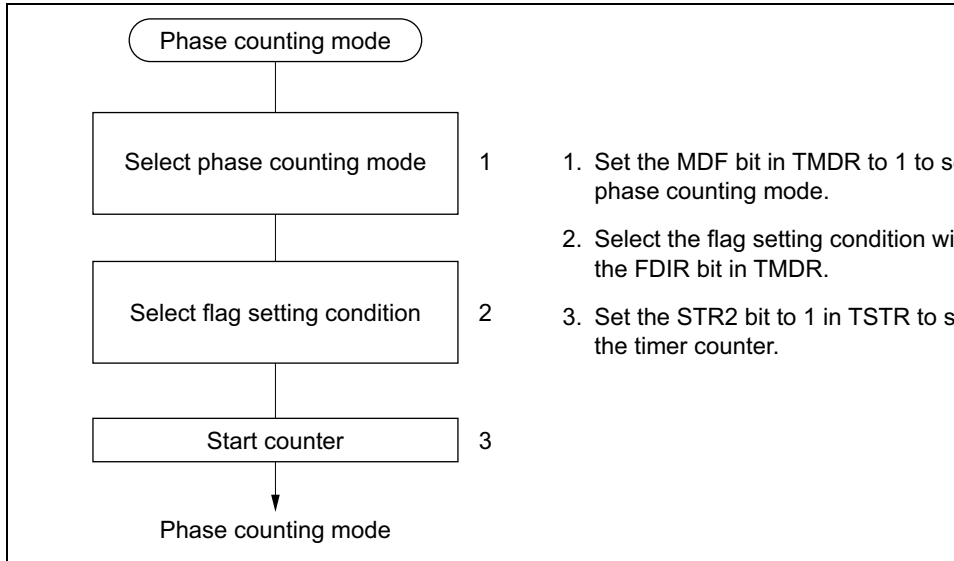 Phase counting mode
Select phase counting mode 1
Select flag setting condition 2
Start counter 3
Phase counting mode
1. Set the MDF bit in TMDR to 1 to
phase counting mode.
2. Select the flag setting condition
the FDIR bit in TMDR.
3. Set the STR2 bit to 1 in TSTR to
the timer counter.